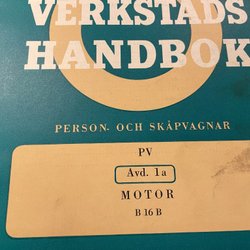 VERKSTADS
HANDBOK
PERSON- OCH SKÅPVAGNAR
PV
Avd. 1a
MOTOR
B 16 B